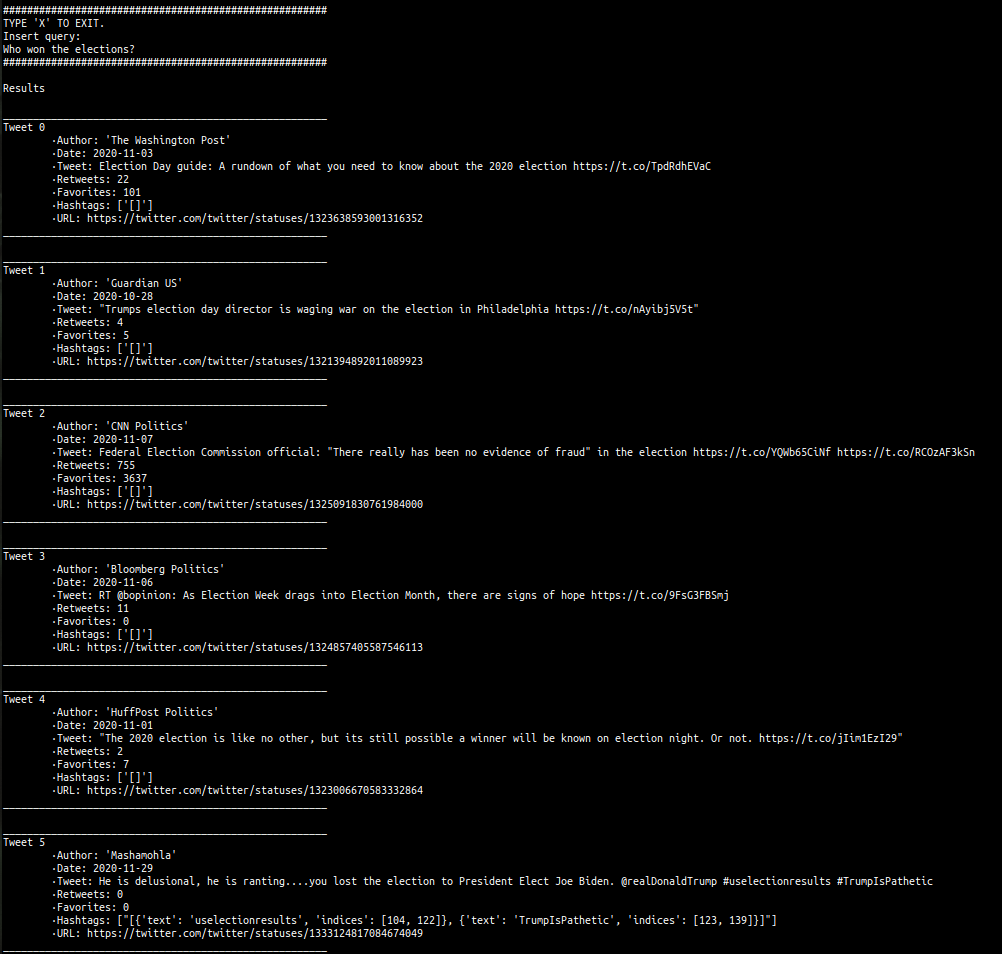 ######################################################
TYPE 'X' TO EXIT.
Insert query:
Who won the elections?
######################################################
Results
______________________________________________________
Tweet 0
·Author: 'The Washington Post'
·Date: 2020-11-03
·Tweet: Election Day guide: A rundown of what you need to know about the 2020 election https://t.co/TpdRdhEVaC
·Retweets: 22
·Favorites: 101
·Hashtags: ['[]']
·URL: https://twitter.com/twitter/statuses/1323638593001316352
______________________________________________________
______________________________________________________
Tweet 1
·Author: 'Guardian US'
·Date: 2020-10-28
·Tweet: "Trumps election day director is waging war on the election in Philadelphia https://t.co/nAyibj5V5t"
·Retweets: 4
·Favorites: 5
·Hashtags: ['[]']
·URL: https://twitter.com/twitter/statuses/1321394892011089923
______________________________________________________
______________________________________________________
Tweet 2
·Author: 'CNN Politics'
·Date: 2020-11-07
·Tweet: Federal Election Commission official: "There really has been no evidence of fraud" in the election https://t.co/YQWb65CiNf https://t.co/RCOzAF3kSn
·Retweets: 755
·Favorites: 3637
·Hashtags: ['[]']
·URL: https://twitter.com/twitter/statuses/1325091830761984000
______________________________________________________
______________________________________________________
Tweet 3
·Author: 'Bloomberg Politics'
·Date: 2020-11-06
·Tweet: RT @bopinion: As Election Week drags into Election Month, there are signs of hope https://t.co/9FsG3FBSmj
·Retweets: 11
·Favorites: 0
·Hashtags: ['[]']
·URL: https://twitter.com/twitter/statuses/1324857405587546113
______________________________________________________
______________________________________________________
Tweet 4
·Author: 'HuffPost Politics'
·Date: 2020-11-01
·Tweet: "The 2020 election is like no other, but its still possible a winner will be known on election night. Or not. https://t.co/jIim1EzI29"
·Retweets: 2
·Favorites: 7
·Hashtags: ['[]']
·URL: https://twitter.com/twitter/statuses/1323006670583332864
______________________________________________________
______________________________________________________
Tweet 5
·Author: 'Mashamohla'
·Date: 2020-11-29
·Tweet: He is delusional, he is ranting....you lost the election to President Elect Joe Biden. @realDonaldTrump #uselectionresults #TrumpIsPathetic
·Retweets: 0
·Favorites: 0
·Hashtags: ["[{'text': 'uselectionresults', 'indices': [104, 122]}, {'text': 'TrumpIsPathetic', 'indices': [123, 139]}]"]
·URL: https://twitter.com/twitter/statuses/1333124817084674049
______________________________________________________